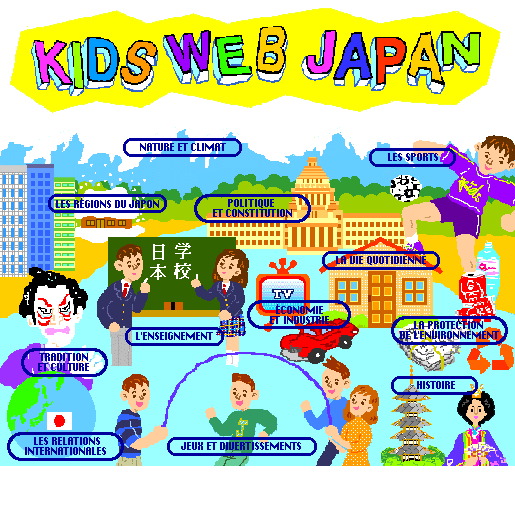 KIDS WEB JAPAN
NATURE ET CLIMAT
LES SPORTS
LES RÉGIONS DU JAPON
POLITIQUE
ET CONSTITUTION
日学
本校
LA VIE QUOTIDIENNE
TV
ÉCONOMIE
ET INDUSTRIE
L'ENSEIGNEMENT
LA PROTECTION
DE L'ENVIRONNEMENT
TRADITION
ET CULTURE
HISTOIRE
LES RELATIONS
INTERNATIONALES
JEUX ET DIVERTISSEMENTS